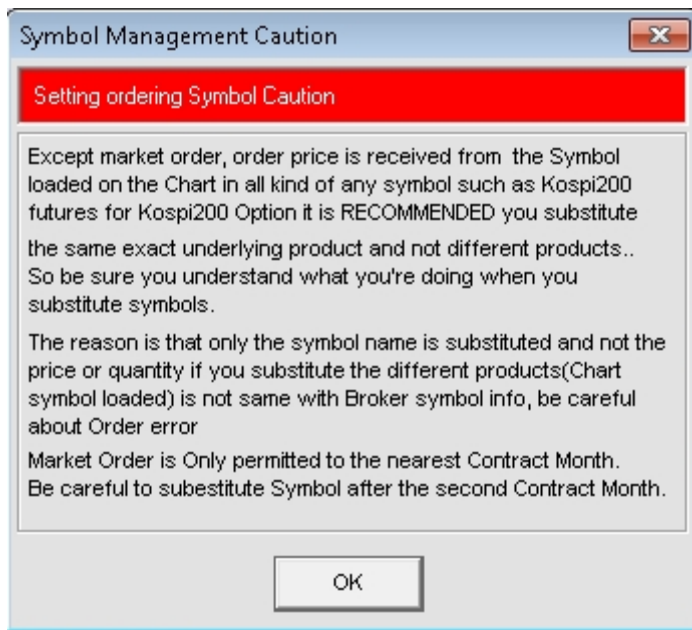 Symbol Management Caution
Setting ordering Symbol Caution
Except market order, order price is received from the Symbol
loaded on the Chart in all kind of any symbol such as Kospi200
futures for Kospi200 Option it is RECOMMENDED you substitute
the same exact underlying product and not different products..
So be sure you understand what you're doing when you
substitute symbols.
The reason is that only the symbol name is substituted and not the
price or quantity if you substitute the different products(Chart
symbol loaded) is not same with Broker symbol info, be careful
about Order error
Market Order is Only permitted to the nearest Contract Month.
Be careful to subestitute Symbol after the second Contract Month.
OK